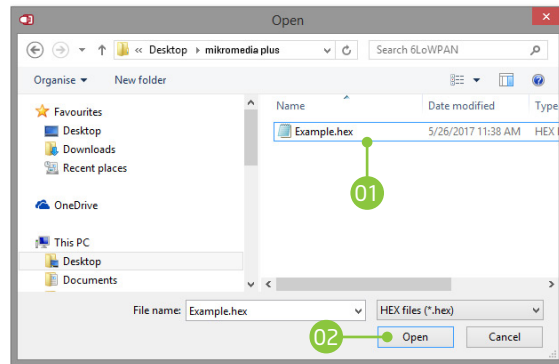 Open
« Desktop ▸ mikromedia plus
Search 6LoWPAN
Organise
New folder
Favourites
Desktop
Downloads
Recent places
OneDrive
This PC
Desktop
Documents
Name
Date modified
Type
Example.hex
5/26/2017 11:38 AM
HEX
01
File name:
Example.hex
HEX files (*.hex)
02
Open
Cancel